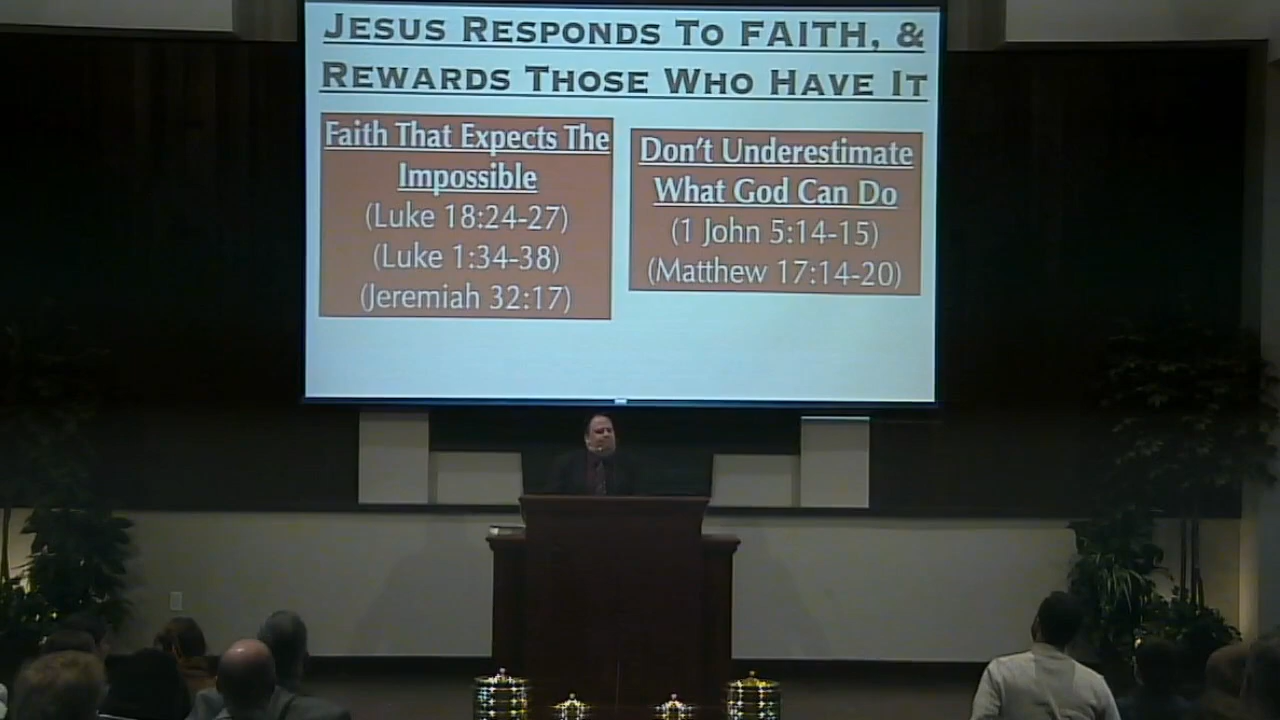 JESUS RESPONDS TO FAITH, &
REWARDS THOSE WHO HAVE IT
Faith That Expects The
Impossible
(Luke 18:24-27)
(Luke 1:34-38)
(Jeremiah 32:17)
Don't Underestimate
What God Can Do
(1 John 5:14-15)
(Matthew 17:14-20)